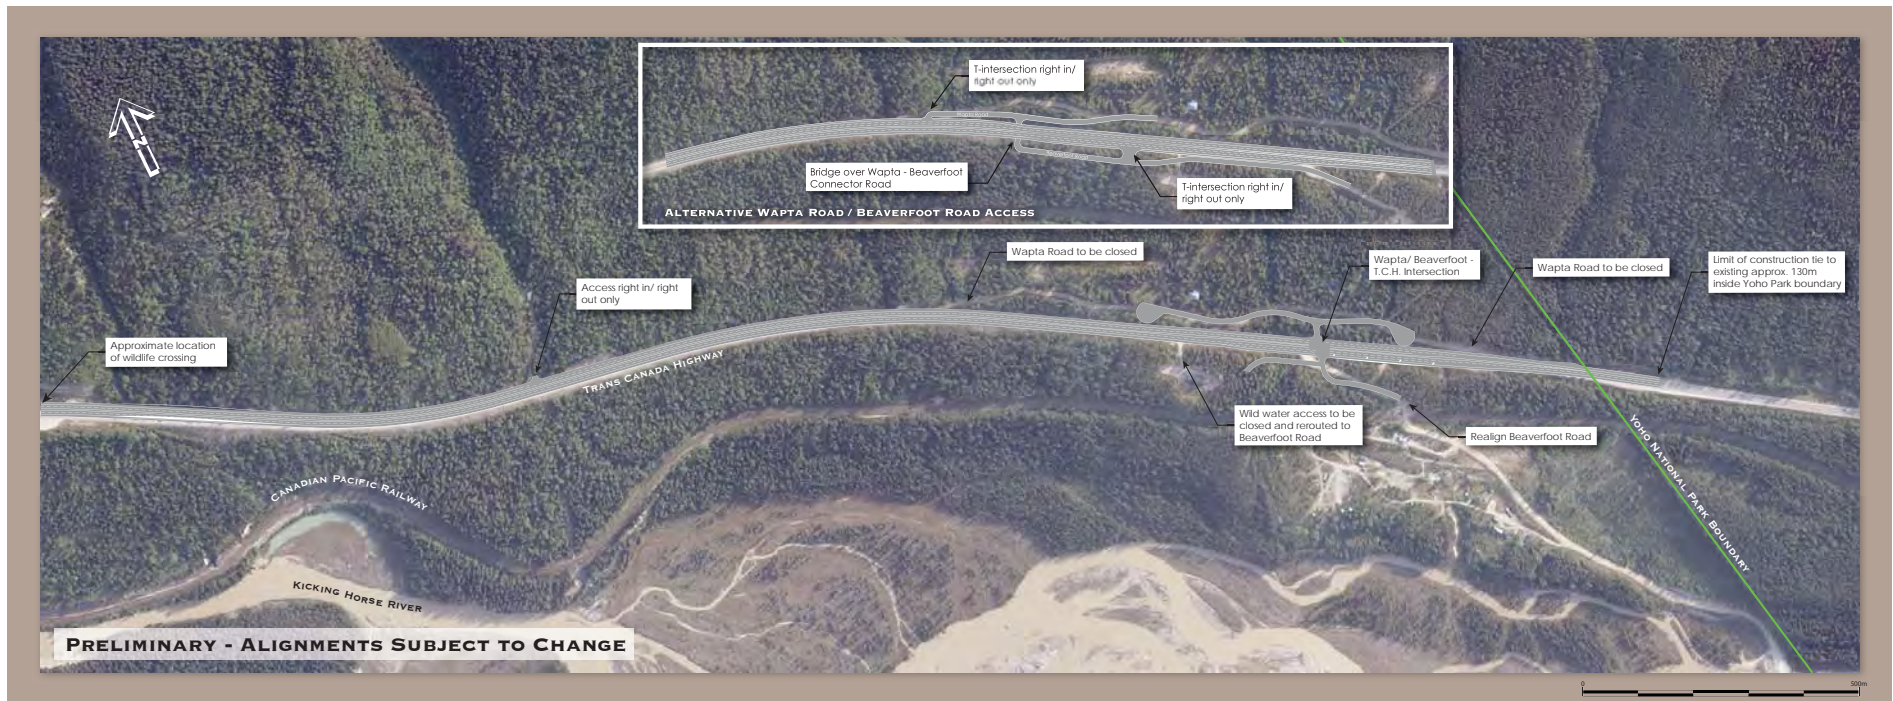 N
T-intersection right in/
right out only
Bridge over Wapta - Beaverfoot
Connector Road
T-intersection right in/
right out only
ALTERNATIVE WAPTA ROAD / BEAVERFOOT ROAD ACCESS
Wapta Road to be closed
Wapta/ Beaverfoot -
T.C.H. Intersection
Wapta Road to be closed
Limit of construction tie to
existing approx. 130m
inside Yoho Park boundary
Access right in/ right
out only
Approximate location
of wildlife crossing
TRANS CANADA HIGHWAY
Wild water access to be
closed and rerouted to
Beaverfoot Road
Realign Beaverfoot Road
YOHO NATIONAL PARK BOUNDARY
CANADIAN PACIFIC RAILWAY
KICKING HORSE RIVER
PRELIMINARY - ALIGNMENTS SUBJECT TO CHANGE
0 500m